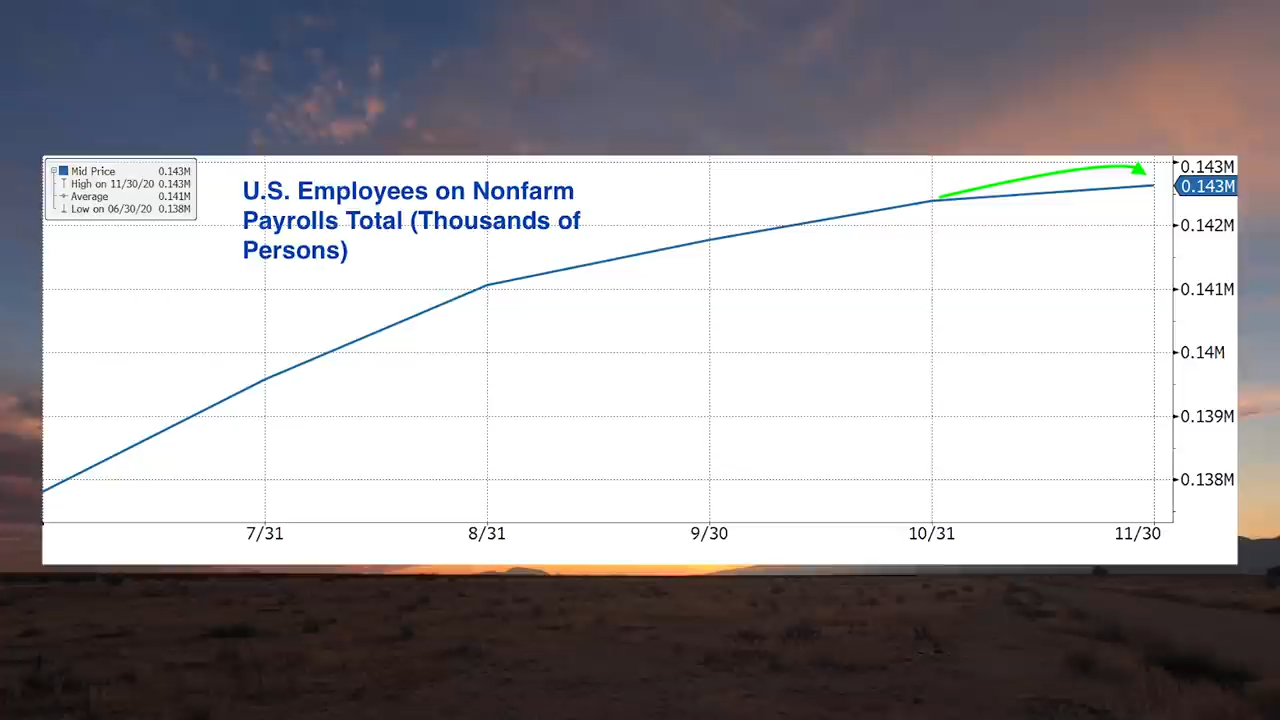 Mid Price 0.143M
High on 11/30/20 0.143M
Average 0.141M
Low on 06/30/20 0.138M
U.S. Employees on Nonfarm
Payrolls Total (Thousands of
Persons)
0.143M
0.143M
0.142M
0.141M
0.14M
0.139M
0.138M
7/31 8/31 9/30 10/31 11/30